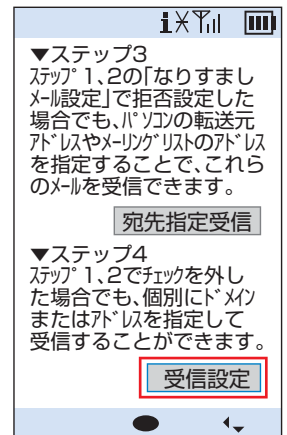 ▼ステップ3
ｽﾃｯﾌﾟ1､2の｢なりすまし
ﾒｰﾙ設定｣で拒否設定した
場合でも､ﾊﾟｿｺﾝの転送元
ｱﾄﾞﾚｽやﾒｰﾘﾝｸﾞﾘｽﾄのｱﾄﾞﾚｽ
を指定することで､これら
のﾒｰﾙを受信できます｡
宛先指定受信
▼ステップ4
ｽﾃｯﾌﾟ1､2でﾁｪｯｸを外し
た場合でも､個別にﾄﾞﾒｲﾝ
またはｱﾄﾞﾚｽを指定して
受信することができます｡
受信設定